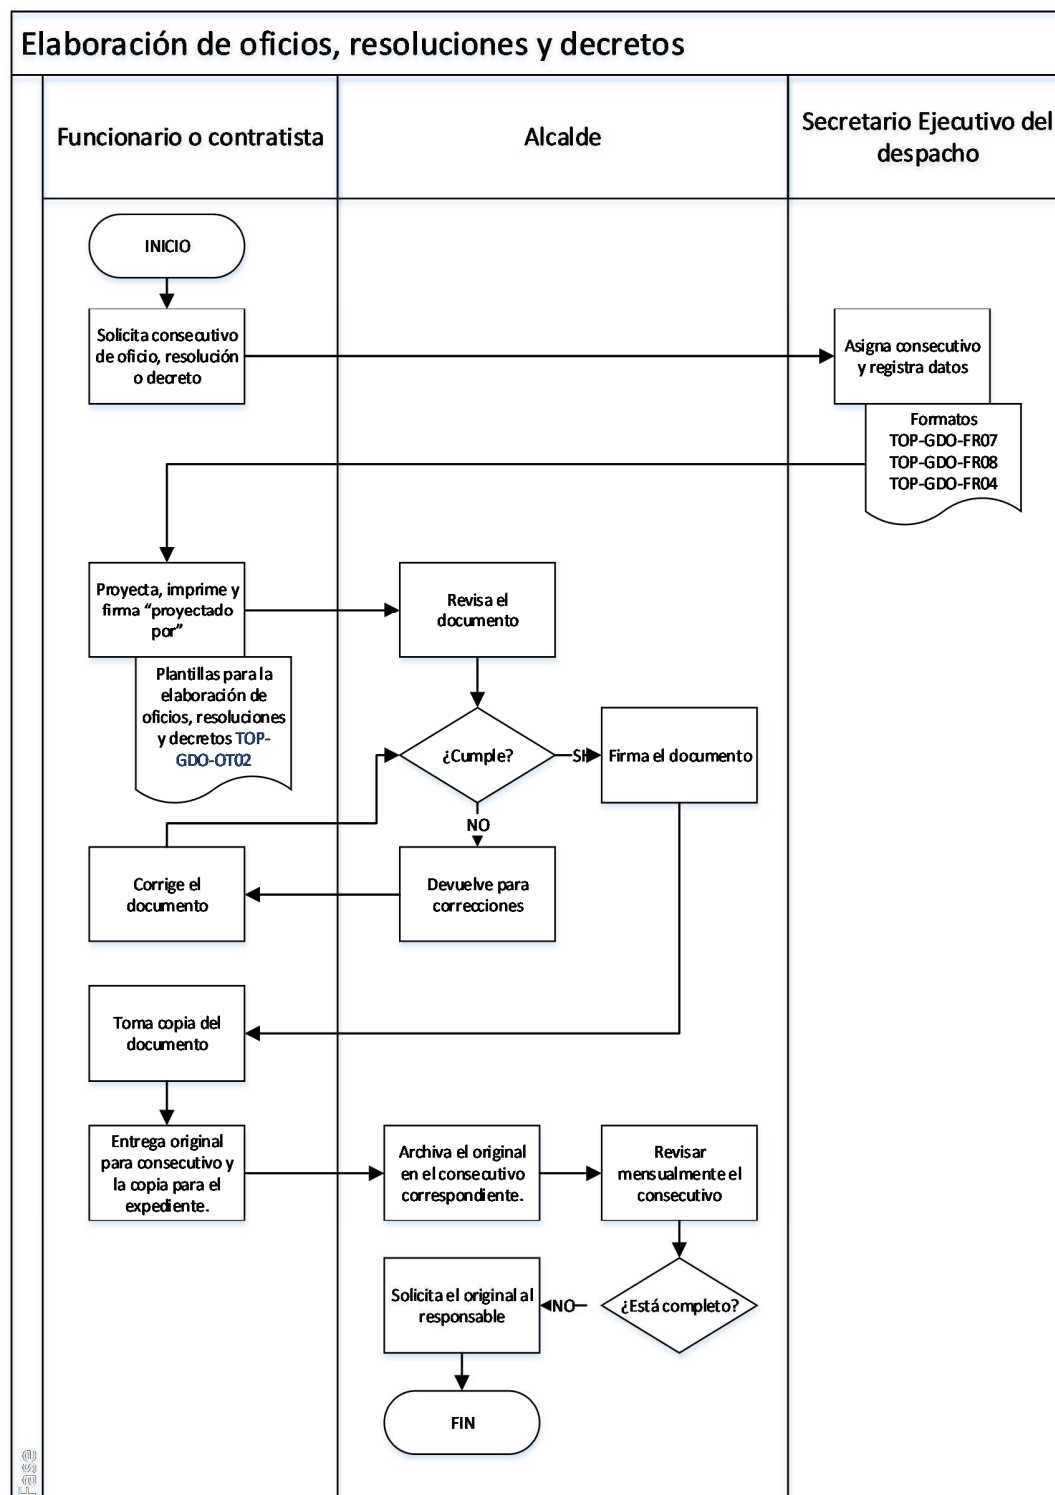 Elaboración de oficios, resoluciones y decretos
Funcionario o contratista
Alcalde
Secretario Ejecutivo del
despacho
INICIO
Solicita consecutivo
de oficio, resolución
o decreto
Asigna consecutivo
y registra datos
Formatos
TOP-GDO-FR07
TOP-GDO-FR08
TOP-GDO-FR04
Proyecta, imprime y
firma “proyectado
por”
Revisa el
documento
Plantillas para la
elaboración de
oficios, resoluciones
y decretos TOP-
GDO-OT02
¿Cumple?
SI
Firma el documento
NO
Corrige el
documento
Devuelve para
correcciones
Toma copia del
documento
Entrega original
para consecutivo y
la copia para el
expediente.
Archiva el original
en el consecutivo
correspondiente.
Revisar
mensualmente el
consecutivo
Solicita el original al
responsable
NO
¿Está completo?
FIN
Fase